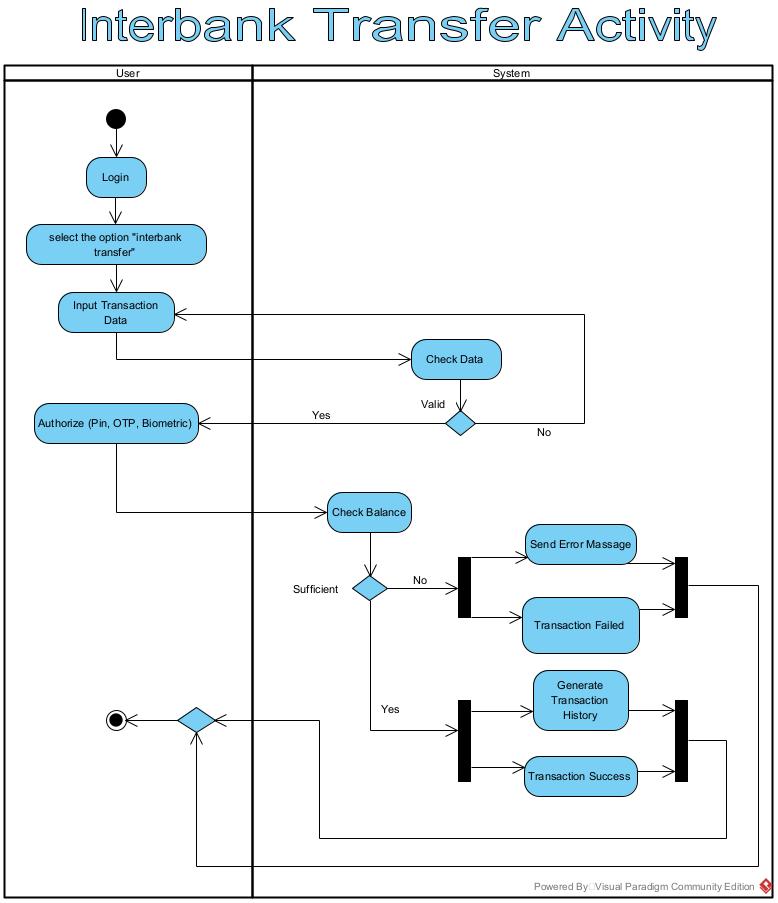 Interbank Transfer Activity
User
System
Login
select the option "interbank
transfer"
Input Transaction
Data
Check Data
Valid
Yes
No
Authorize (Pin, OTP, Biometric)
Check Balance
Sufficient
No
Send Error Massage
Transaction Failed
Yes
Generate
Transaction
History
Transaction Success
Powered By Visual Paradigm Community Edition